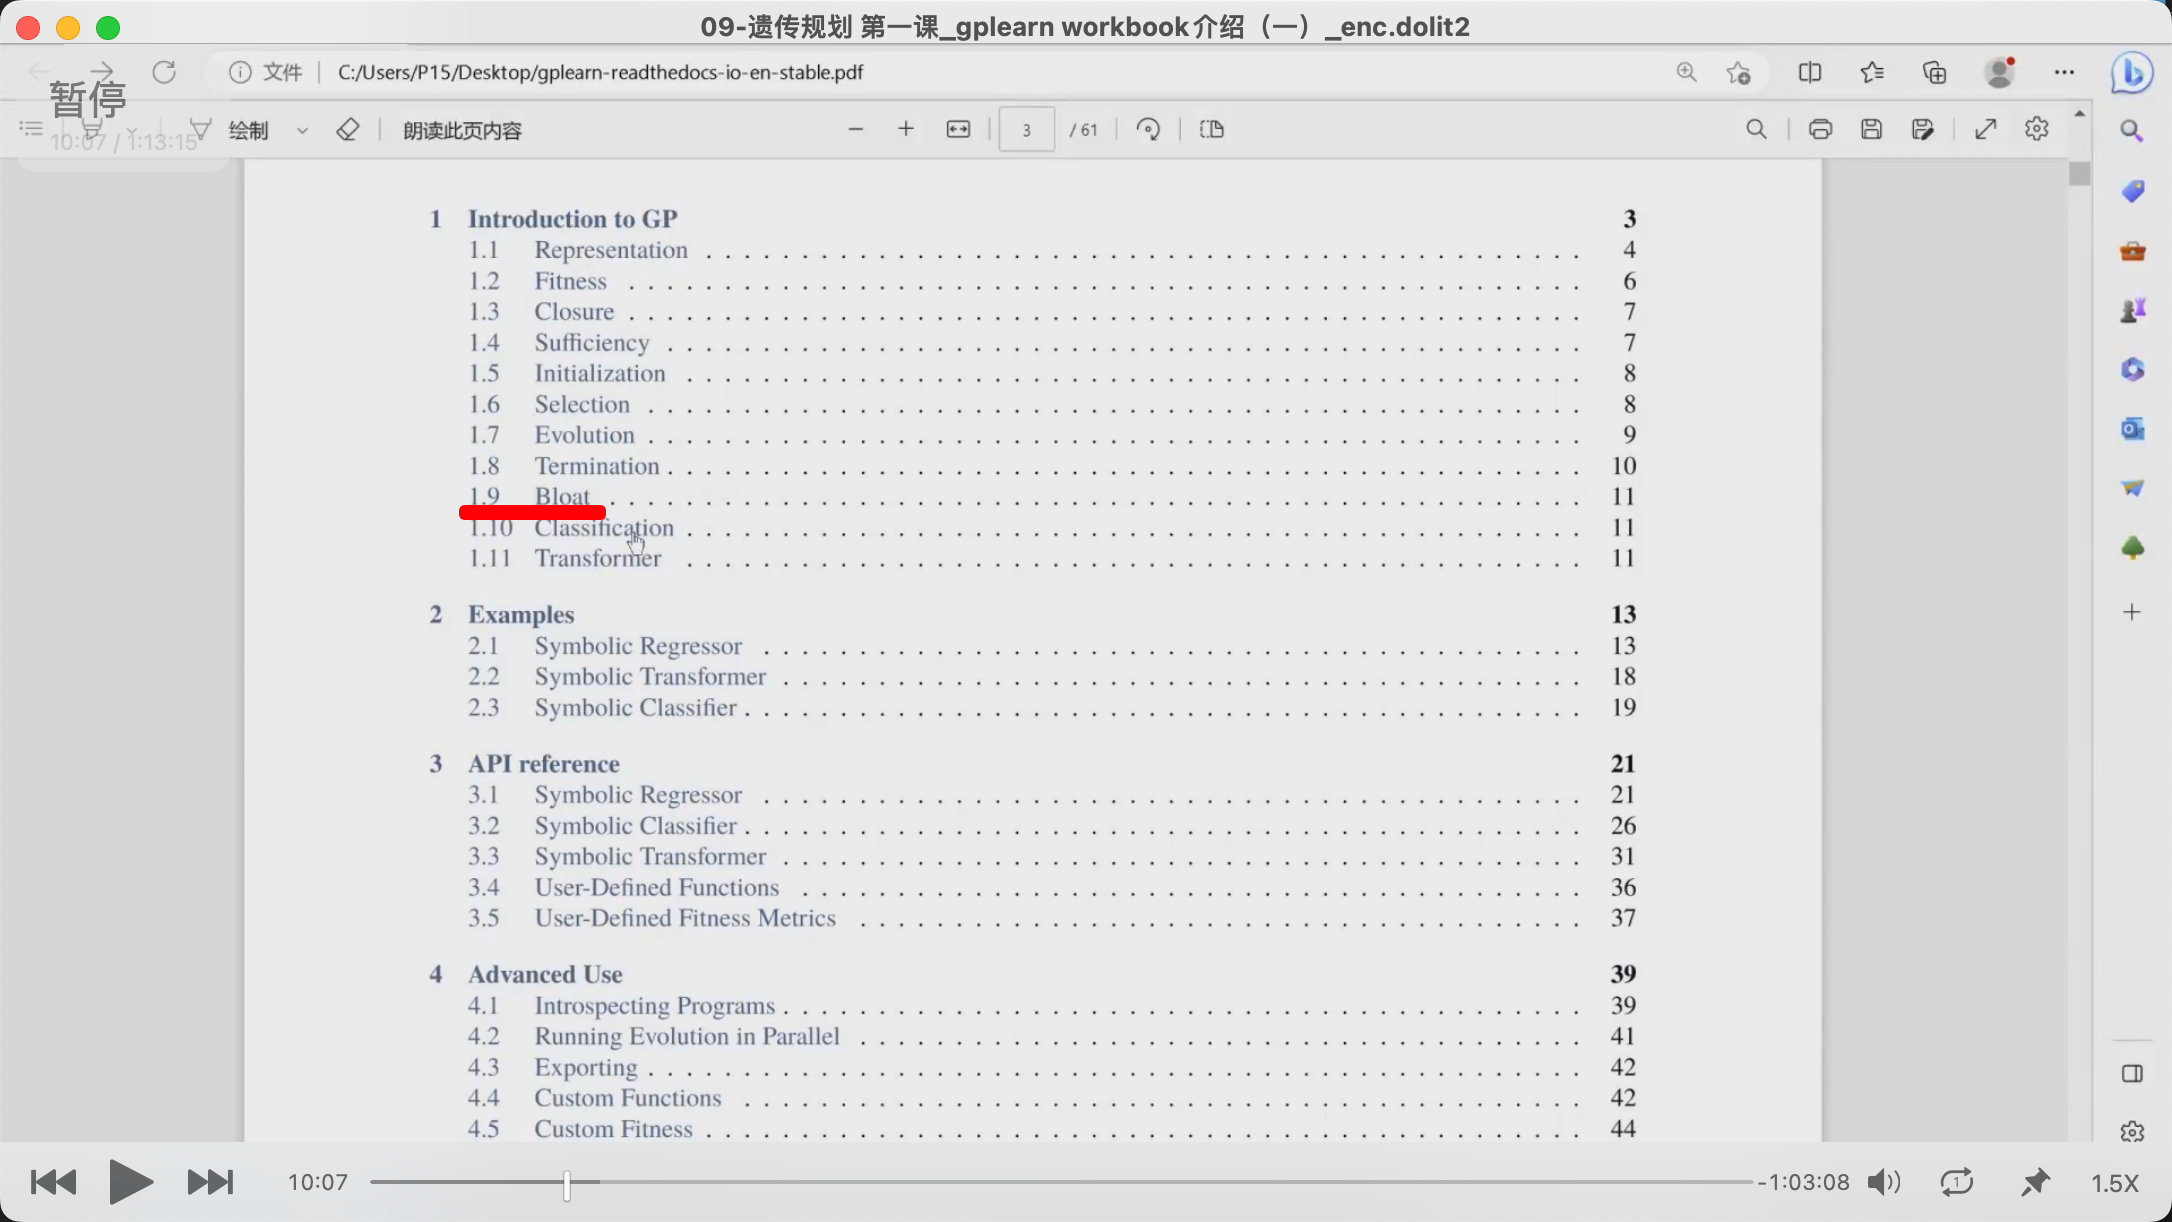 09-遗传规划 第一课_gplearn workbook介绍（一）_enc.dolit2
文件 C:/Users/P15/Desktop/gplearn-readthedocs-io-en-stable.pdf
暂停
10:07 / 1:13:15
绘制 朗读此页内容 3 / 61
1 Introduction to GP 3
1.1 Representation 4
1.2 Fitness 6
1.3 Closure 7
1.4 Sufficiency 7
1.5 Initialization 8
1.6 Selection 8
1.7 Evolution 9
1.8 Termination 10
1.9 Bloat 11
1.10 Classification 11
1.11 Transformer 11
2 Examples 13
2.1 Symbolic Regressor 13
2.2 Symbolic Transformer 18
2.3 Symbolic Classifier 19
3 API reference 21
3.1 Symbolic Regressor 21
3.2 Symbolic Classifier 26
3.3 Symbolic Transformer 31
3.4 User-Defined Functions 36
3.5 User-Defined Fitness Metrics 37
4 Advanced Use 39
4.1 Introspecting Programs 39
4.2 Running Evolution in Parallel 41
4.3 Exporting 42
4.4 Custom Functions 42
4.5 Custom Fitness 44
10:07 -1:03:08 1.5X